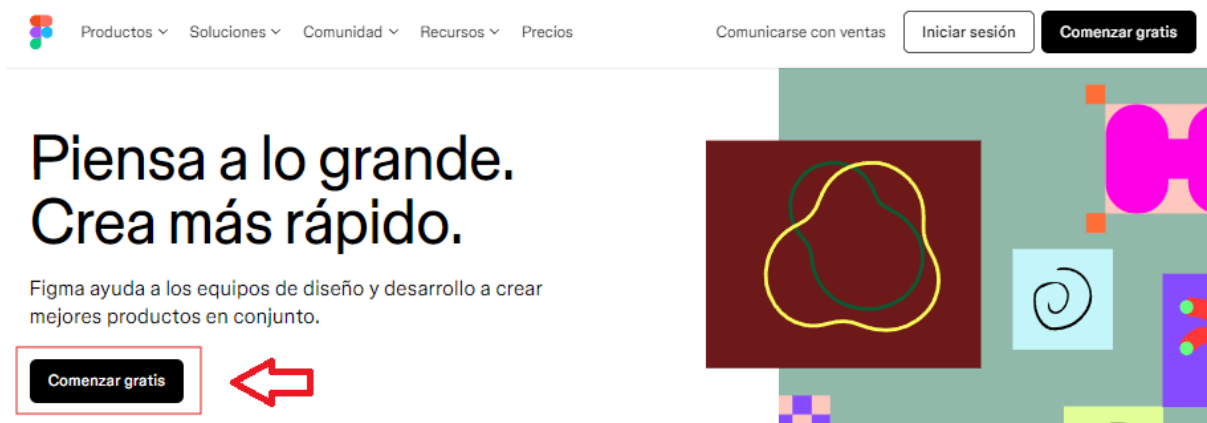 Productos Soluciones Comunidad Recursos Precios Comunicarse con ventas Iniciar sesión Comenzar gratis
Piensa a lo grande.
Crea más rápido.
Figma ayuda a los equipos de diseño y desarrollo a crear
mejores productos en conjunto.
Comenzar gratis